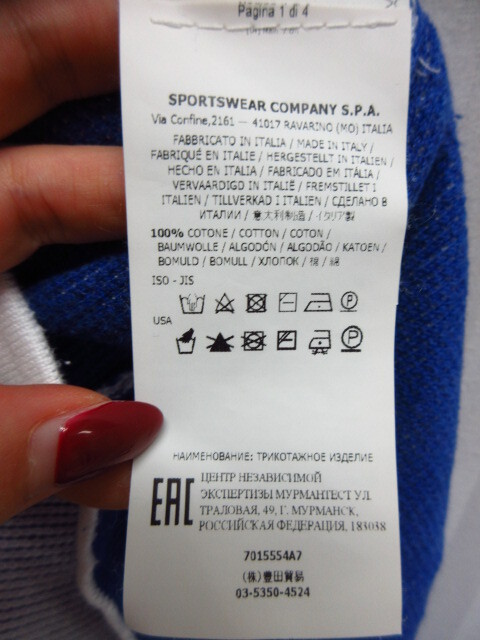 Pagina 1 di 4
SPORTSWEAR COMPANY S.P.A.
Via Confine,2161 — 41017 RAVARINO (MO) ITALIA
FABBRICATO IN ITALIA / MADE IN ITALY /
FABRIQUÉ EN ITALIE / HERGESTELLT IN ITALIEN /
HECHO EN ITALIA / FABRICADO EM ITÁLIA /
VERVAARDIGD IN ITALIË / FREMSTILLET I
ITALIEN / TILLVERKAD I ITALIEN / СДЕЛАНО В
ИТАЛИИ / 意大利制造 / イタリア製
100% COTONE / COTTON / COTON /
BAUMWOLLE / ALGODÓN / ALGODÃO / KATOEN /
BOMULD / BOMULL / ХЛОПОК / 棉 / 綿
ISO - JIS
P
USA
P
НАИМЕНОВАНИЕ: ТРИКОТАЖНОЕ ИЗДЕЛИЕ
EAC
ЦЕНТР НЕЗАВИСИМОЙ
ЭКСПЕРТИЗЫ МУРМАНТЕСТ УЛ.
ТРАЛОВАЯ, 49, Г. МУРМАНСК,
РОССИЙСКАЯ ФЕДЕРАЦИЯ, 183038
7015554A7
(株)豊田貿易
03-5350-4524